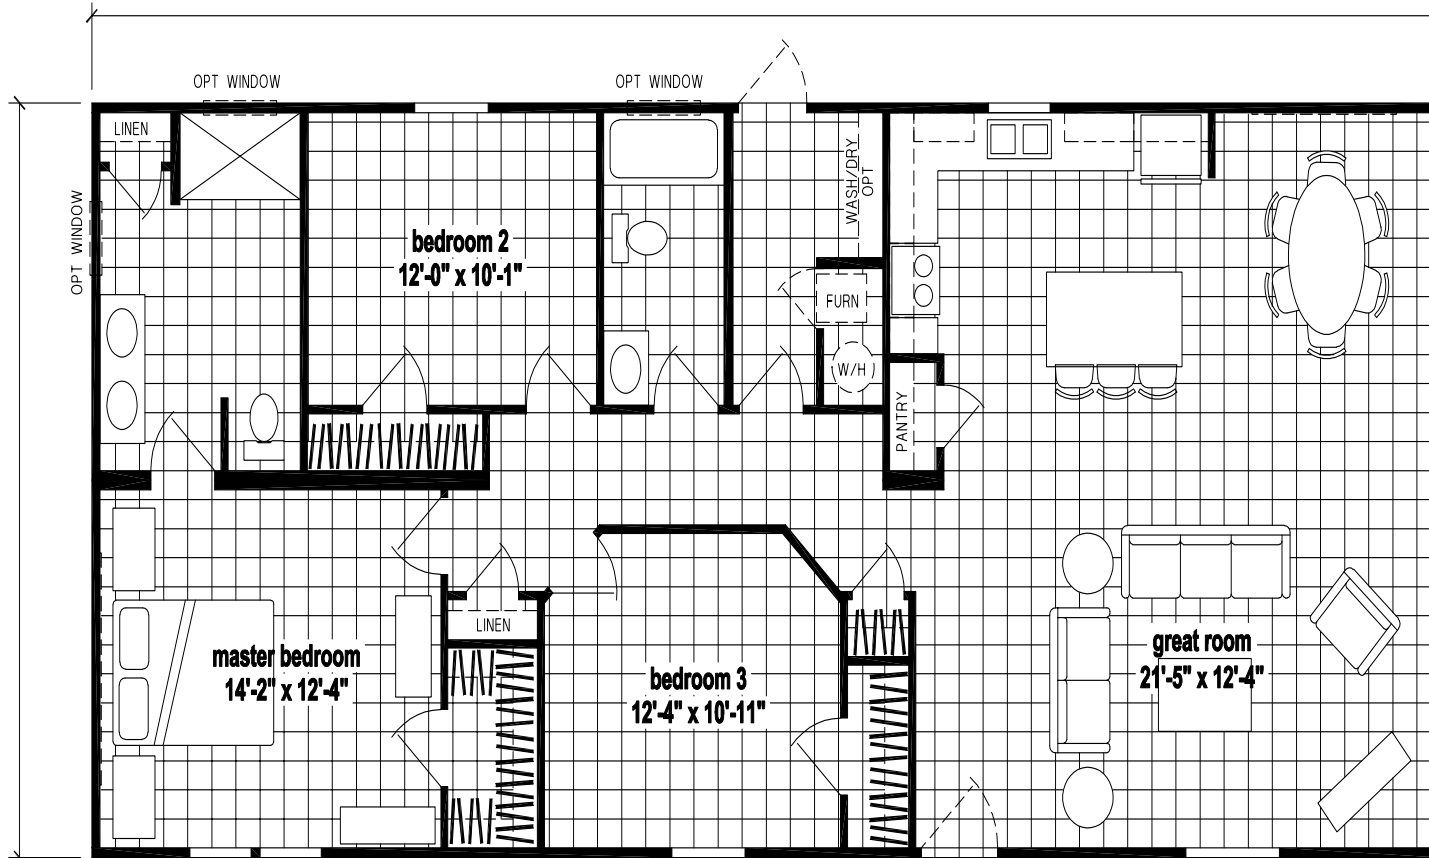 OPT WINDOW
OPT WINDOW
LINEN
OPT WINDOW
WASH/DRY
OPT
bedroom 2
12'-0" x 10'-1"
FURN
W/H
PANTRY
LINEN
master bedroom
14'-2" x 12'-4"
bedroom 3
12'-4" x 10'-11"
great room
21'-5" x 12'-4"